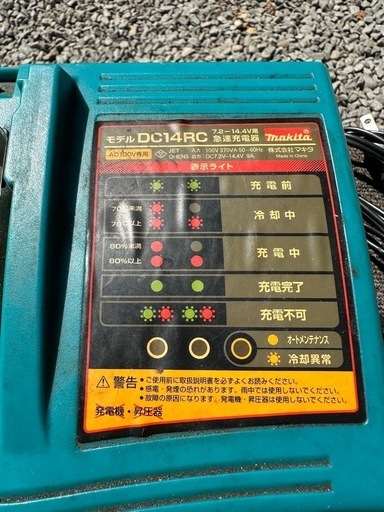 モデル DC14RC 7.2-14.4V用 急速充電器 makita
AC100V専用 JET 入力 100V 370VA 50-60Hz 株式会社マキタ
OHENS 出力 DC7.2V-14.4V 9A Made in China
表示ライト
充電前
70%未満
70%以上
冷却中
80%未満
80%以上
充電中
充電完了
充電不可
オートメンテナンス
冷却異常
警告
・ご使用前に取扱説明書を必ずよくお読みください。
・感電・発煙の恐れがあります。雨中では使用しないでください。
・故障の原因になります。発電機・昇圧器は使用しないでください。
発電機・昇圧器